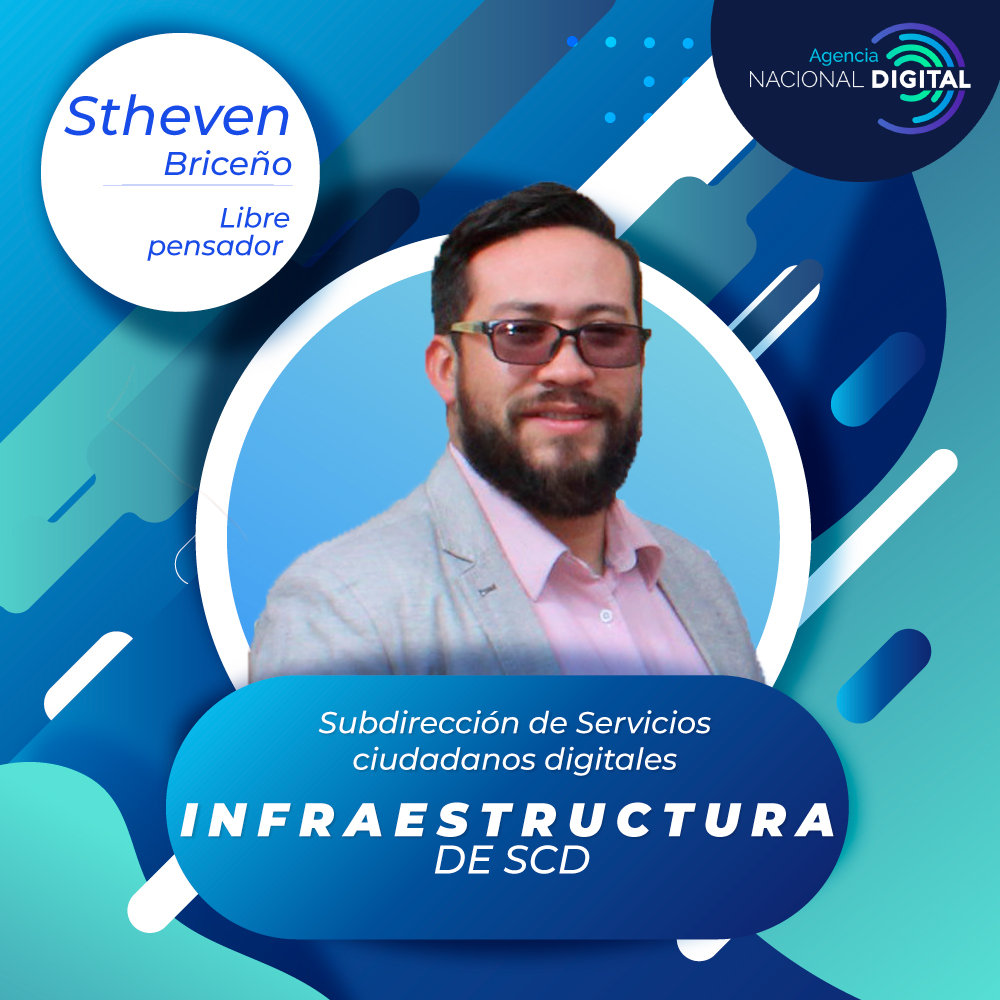 Stheven
Briceño
Libre
pensador
Agencia
NACIONAL DIGITAL
Subdirección de Servicios
ciudadanos digitales
INFRAESTRUCTURA
DE SCD